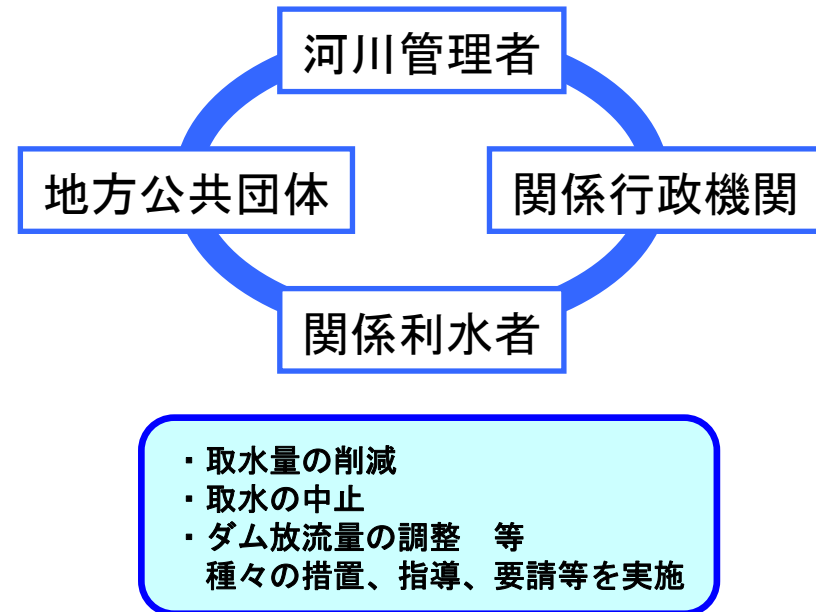 河川管理者
地方公共団体
関係行政機関
関係利水者
・取水量の削減
・取水の中止
・ダム放流量の調整　等
種々の措置、指導、要請等を実施